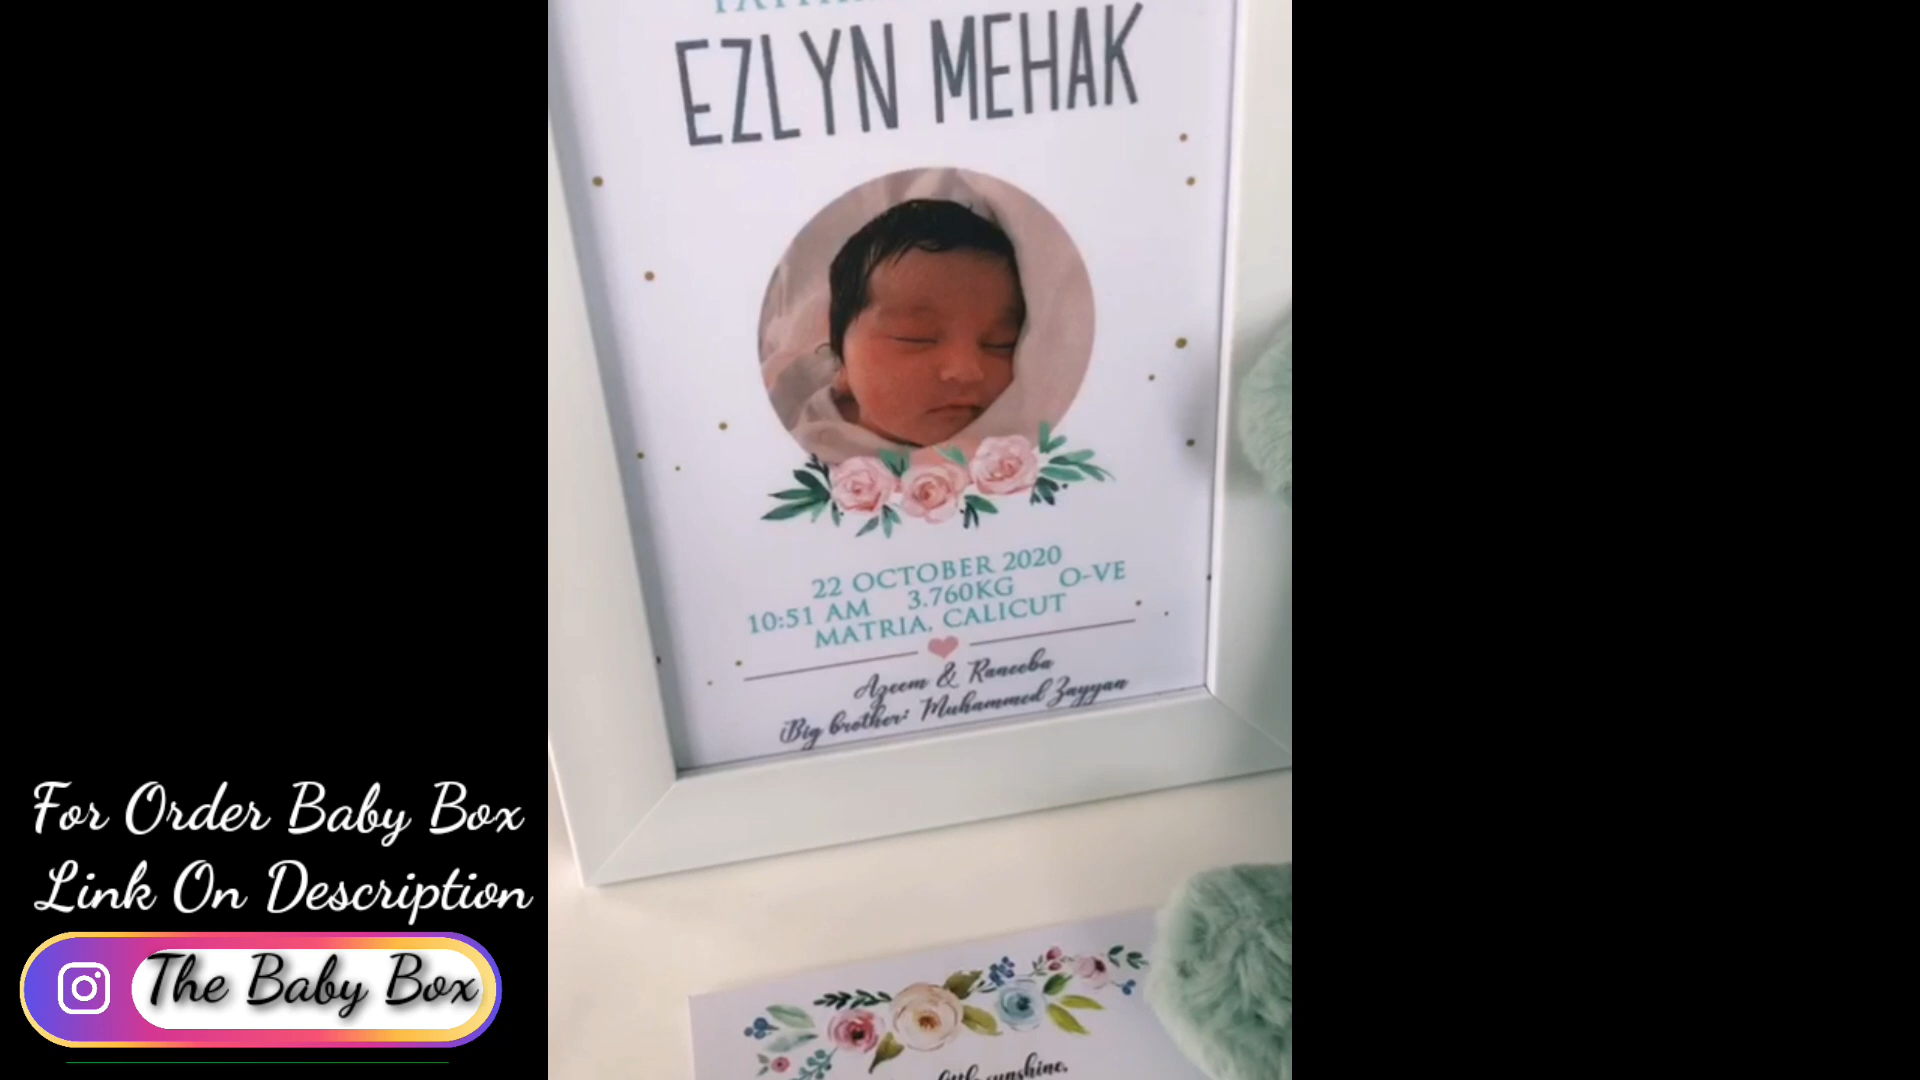 EZLYN MEHAK
22 OCTOBER 2020
10:51 AM 3.760KG O-VE
MATRIA, CALICUT
Azeem & Raneeba
Big brother: Muhammed Zayyan
For Order Baby Box
Link On Description
The Baby Box
sunshine,